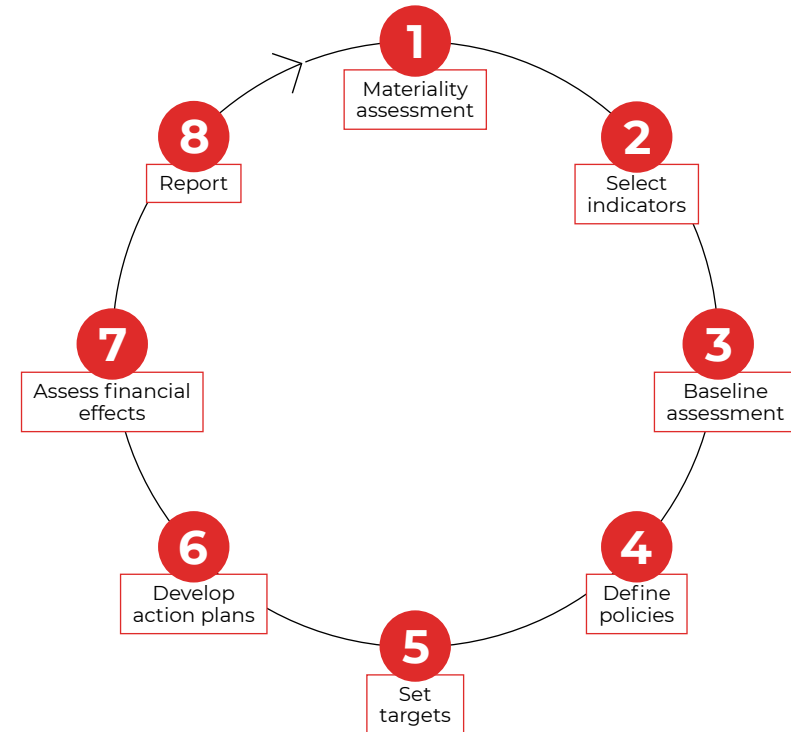 1
Materiality
assessment
2
Select
indicators
3
Baseline
assessment
4
Define
policies
5
Set
targets
6
Develop
action plans
7
Assess financial
effects
8
Report